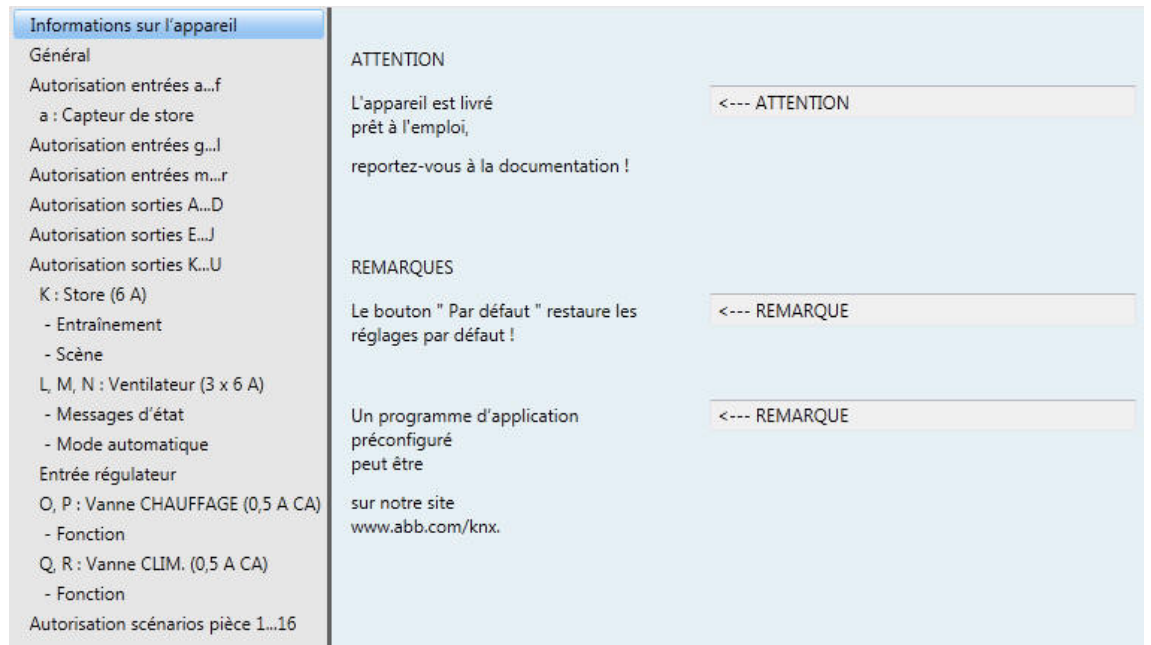 Informations sur l'appareil
Général
Autorisation entrées a...f
a : Capteur de store
Autorisation entrées g...l
Autorisation entrées m...r
Autorisation sorties A...D
Autorisation sorties E...J
Autorisation sorties K...U
K : Store (6 A)
- Entraînement
- Scène
L, M, N : Ventilateur (3 x 6 A)
- Messages d'état
- Mode automatique
Entrée régulateur
O, P : Vanne CHAUFFAGE (0,5 A CA)
- Fonction
Q, R : Vanne CLIM. (0,5 A CA)
- Fonction
Autorisation scénarios pièce 1...16
ATTENTION
L'appareil est livré
prêt à l'emploi,
<--- ATTENTION
reportez-vous à la documentation !
REMARQUES
Le bouton " Par défaut " restaure les
réglages par défaut !
<--- REMARQUE
Un programme d'application
préconfiguré
peut être
<--- REMARQUE
sur notre site
www.abb.com/knx.